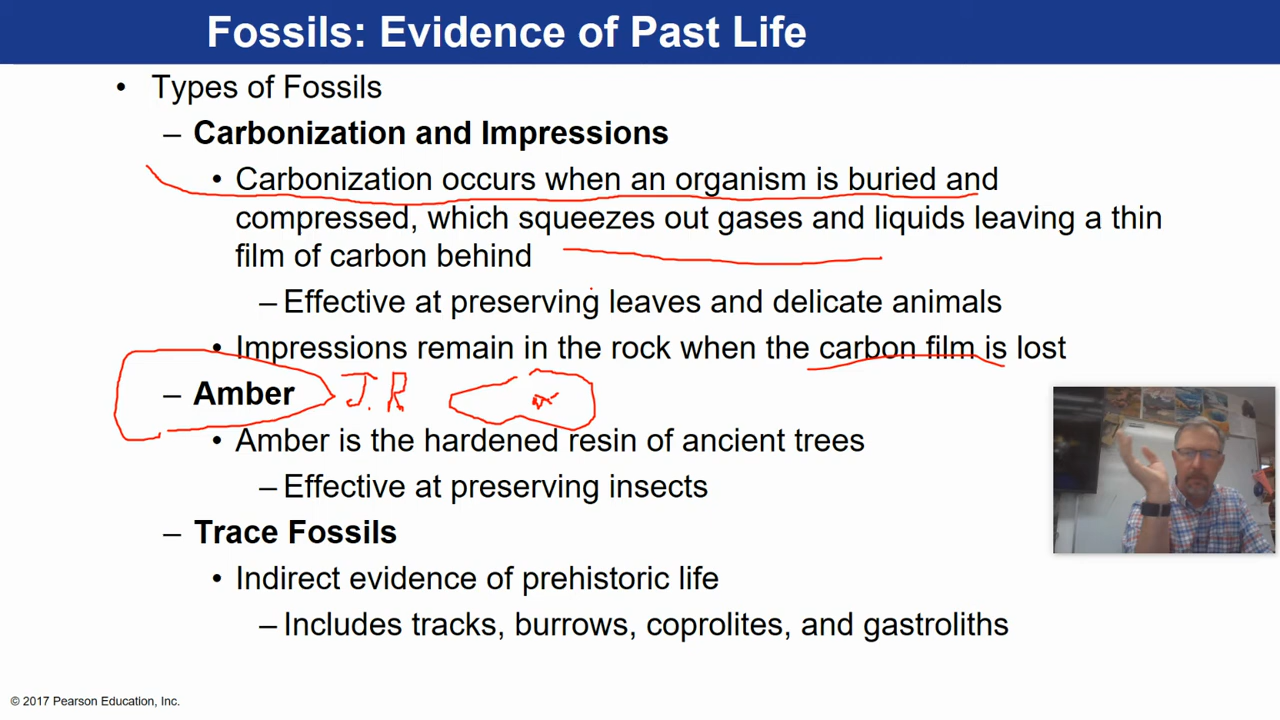 Fossils: Evidence of Past Life
• Types of Fossils
– Carbonization and Impressions
• Carbonization occurs when an organism is buried and
compressed, which squeezes out gases and liquids leaving a thin
film of carbon behind
– Effective at preserving leaves and delicate animals
• Impressions remain in the rock when the carbon film is lost
– Amber J.R
• Amber is the hardened resin of ancient trees
– Effective at preserving insects
– Trace Fossils
• Indirect evidence of prehistoric life
– Includes tracks, burrows, coprolites, and gastroliths
© 2017 Pearson Education, Inc.